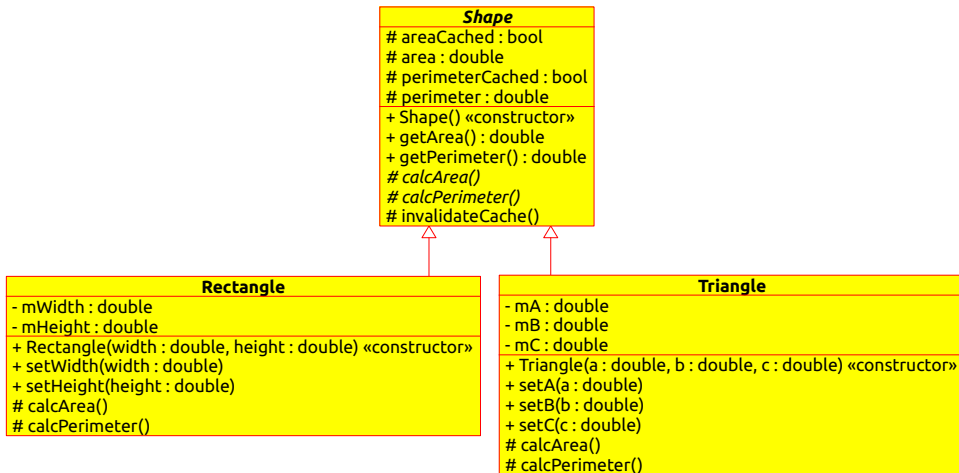 Shape
# areaCached : bool
# area : double
# perimeterCached : bool
# perimeter : double
+ Shape() «constructor»
+ getArea() : double
+ getPerimeter() : double
# calcArea()
# calcPerimeter()
# invalidateCache()
Rectangle
- mWidth : double
- mHeight : double
+ Rectangle(width : double, height : double) «constructor»
+ setWidth(width : double)
+ setHeight(height : double)
# calcArea()
# calcPerimeter()
Triangle
- mA : double
- mB : double
- mC : double
+ Triangle(a : double, b : double, c : double) «constructor»
+ setA(a : double)
+ setB(b : double)
+ setC(c : double)
# calcArea()
# calcPerimeter()